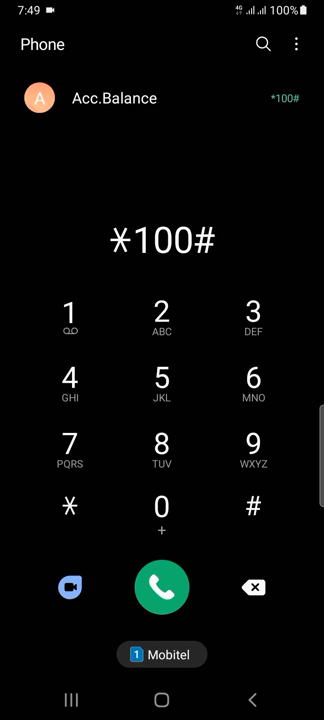 7:49 4G 100%
Phone
A Acc.Balance *100#
*100#
1 2 3
ABC DEF
4 5 6
GHI JKL MNO
7 8 9
PQRS TUV WXYZ
* 0 #
+
1 Mobitel